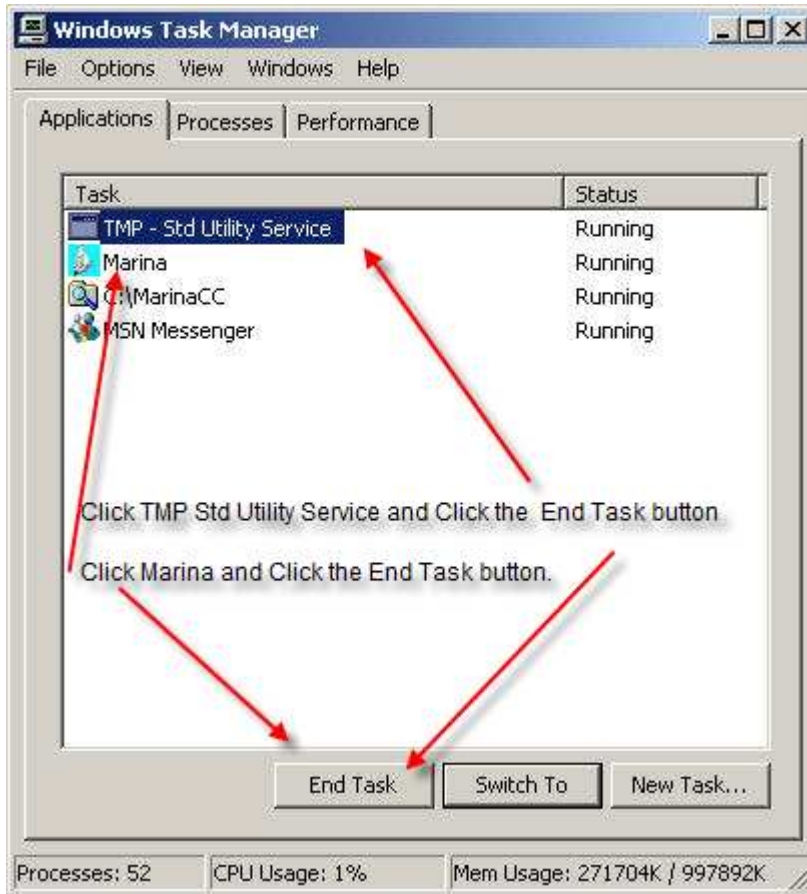 Windows Task Manager
File Options View Windows Help
Applications Processes Performance
Task Status
TMP - Std Utility Service Running
Marina Running
C:\MarinaCC Running
MSN Messenger Running
Click TMP Std Utility Service and Click the End Task button
Click Marina and Click the End Task button.
End Task Switch To New Task...
Processes: 52 CPU Usage: 1% Mem Usage: 271704K / 997892K